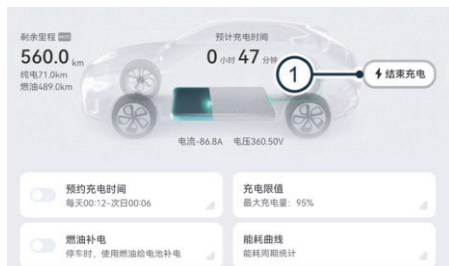 剩余里程
预计充电时间
560.0 km
0 小时 47 分钟
纯电71.0km
燃油489.0km
1
结束充电
电流-86.8A 电压360.50V
预约充电时间
每天00:12-次日00:06
充电限值
最大充电量：95%
燃油补电
停车时，使用燃油给电池补电
能耗曲线
能耗周期统计